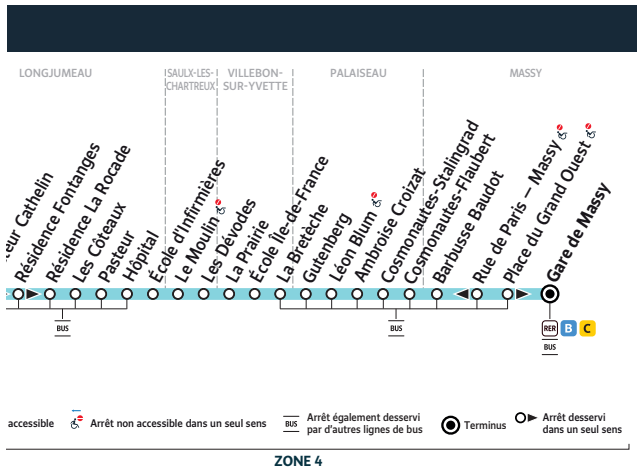 LONGJUMEAU
SAULX-LES-
CHARTREUX
VILLEBON-
SUR-YVETTE
PALAISEAU
MASSY
teur Cathelin
Résidence Fontanges
Résidence La Rocade
Les Côteaux
Pasteur
Hôpital
École d'Infirmières
Le Moulin
Les Dévodes
La Prairie
École Île-de-France
La Bretèche
Gutenberg
Léon Blum
Ambroise Croizat
Cosmonautes-Stalingrad
Cosmonautes-Flaubert
Barbusse Baudot
Rue de Paris – Massy
Place du Grand Ouest
Gare de Massy
BUS
BUS
RER B C
BUS
accessible
Arrêt non accessible dans un seul sens
BUS
Arrêt également desservi
par d'autres lignes de bus
Terminus
Arrêt desservi
dans un seul sens
ZONE 4